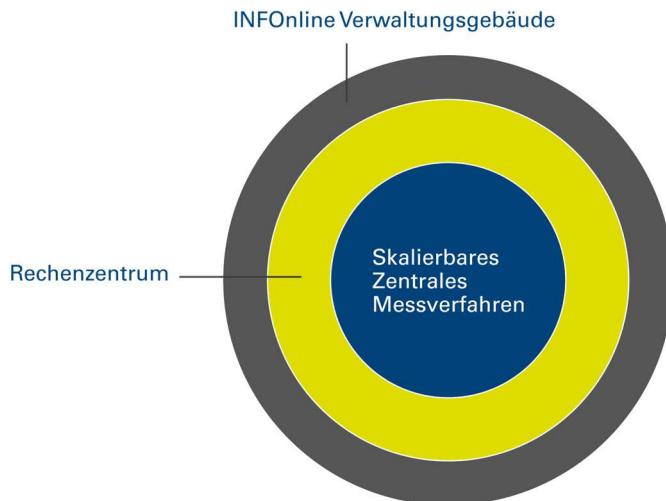 INFOnline Verwaltungsgebäude
Rechenzentrum
Skalierbares
Zentrales
Messverfahren